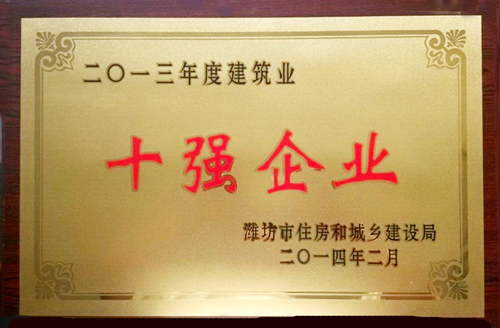 二〇一三年度建筑业
十强企业
潍坊市住房和城乡建设局
二〇一四年二月